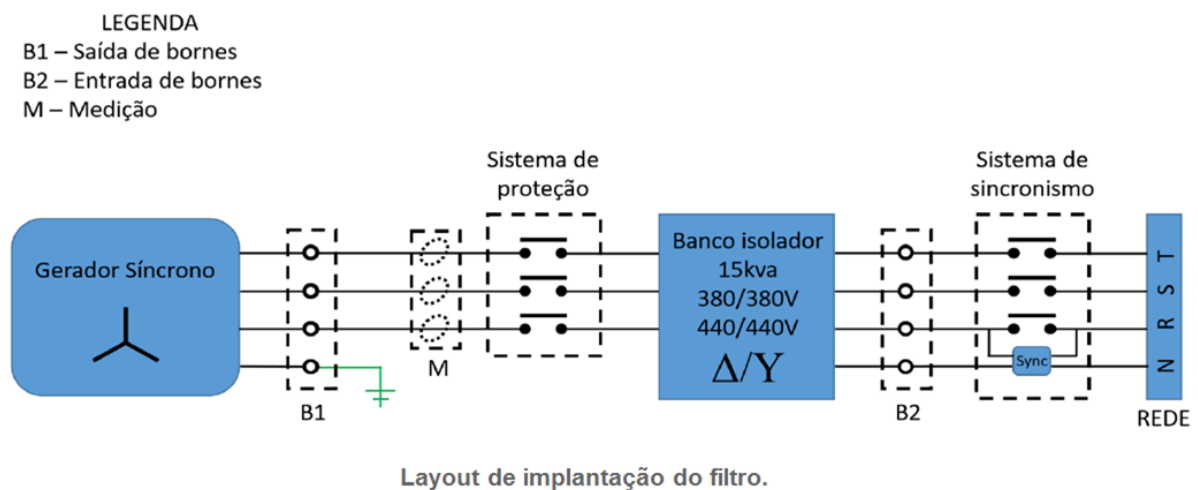 LEGENDA
B1 – Saída de bornes
B2 – Entrada de bornes
M – Medição
Sistema de
proteção
Sistema de
sincronismo
Gerador Síncrono
Banco isolador
15kva
380/380V
440/440V
Δ/Y
B1
M
B2
Sync
T
S
R
N
REDE
Layout de implantação do filtro.